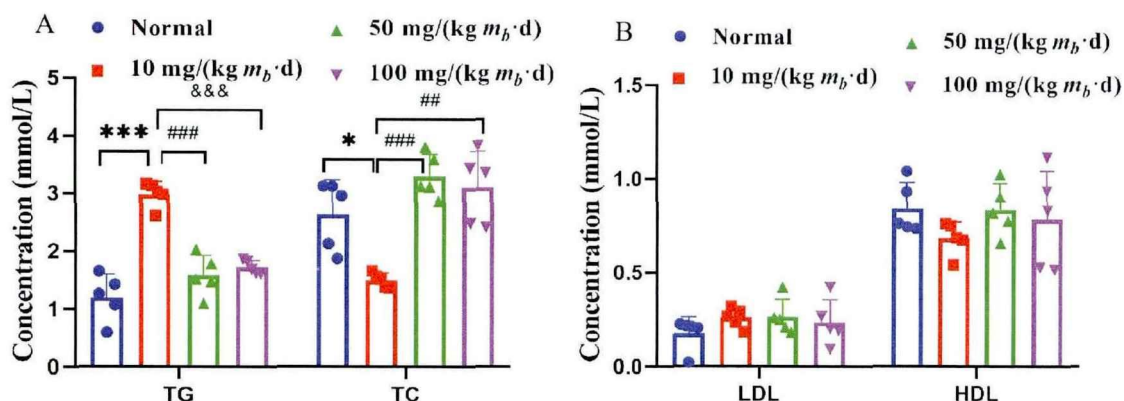 A
Normal
10 mg/(kg m_b·d)
50 mg/(kg m_b·d)
100 mg/(kg m_b·d)
Concentration (mmol/L)
5
4
3
2
1
0
***
###
&&&
*
###
##
TG
TC
B
Normal
10 mg/(kg m_b·d)
50 mg/(kg m_b·d)
100 mg/(kg m_b·d)
Concentration (mmol/L)
1.5
1.0
0.5
0.0
LDL
HDL